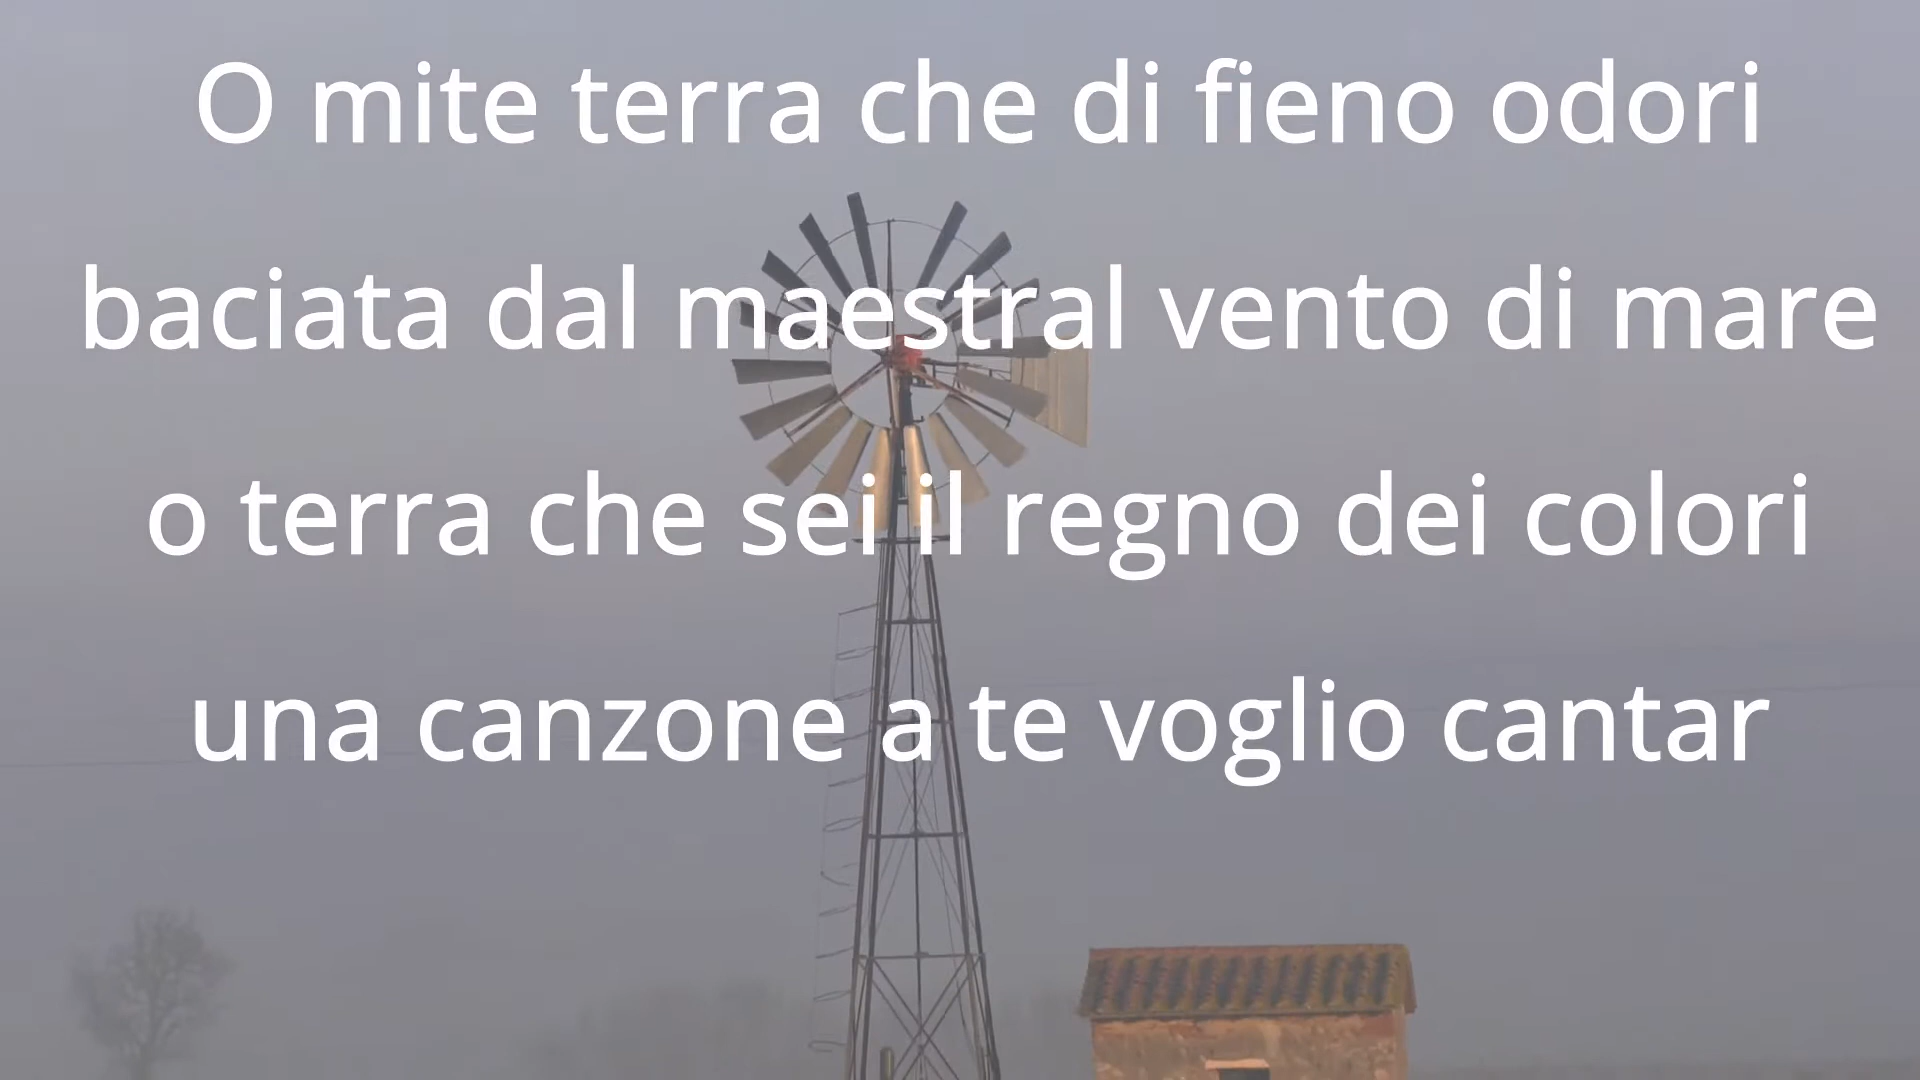 O mite terra che di fieno odori
baciata dal maestral vento di mare
o terra che sei il regno dei colori
una canzone a te voglio cantar